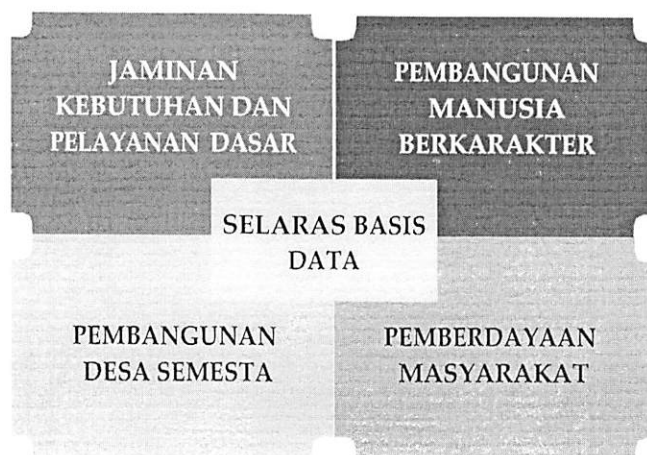 JAMINAN
KEBUTUHAN DAN
PELAYANAN DASAR
PEMBANGUNAN
MANUSIA
BERKARAKTER
SELARAS BASIS
DATA
PEMBANGUNAN
DESA SEMESTA
PEMBERDAYAAN
MASYARAKAT